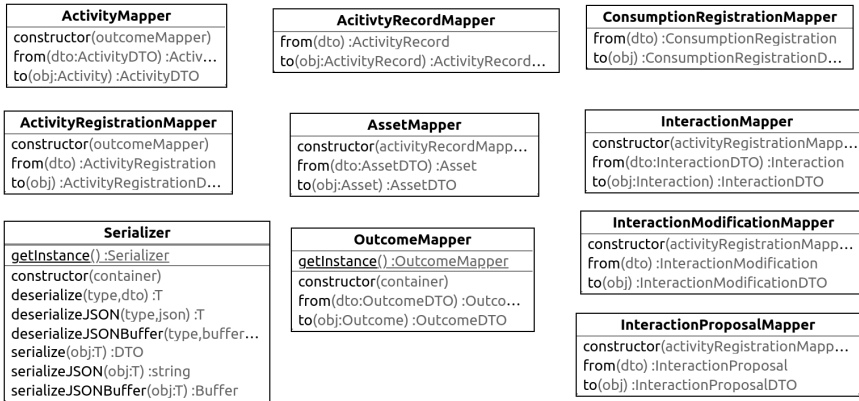 ActivityMapper
constructor(outcomeMapper)
from(dto:ActivityDTO) :Activ...
to(obj:Activity) :ActivityDTO
AcitivtyRecordMapper
from(dto) :ActivityRecord
to(obj:ActivityRecord) :ActivityRecord...
ConsumptionRegistrationMapper
from(dto) :ConsumptionRegistration
to(obj) :ConsumptionRegistrationD...
ActivityRegistrationMapper
constructor(outcomeMapper)
from(dto) :ActivityRegistration
to(obj) :ActivityRegistrationD...
AssetMapper
constructor(activityRecordMapp...
from(dto:AssetDTO) :Asset
to(obj:Asset) :AssetDTO
InteractionMapper
constructor(activityRegistrationMapp...
from(dto:InteractionDTO) :Interaction
to(obj:Interaction) :InteractionDTO
Serializer
getInstance() :Serializer
constructor(container)
deserialize(type,dto) :T
deserializeJSON(type,json) :T
deserializeJSONBuffer(type,buffer...
serialize(obj:T) :DTO
serializeJSON(obj:T) :string
serializeJSONBuffer(obj:T) :Buffer
OutcomeMapper
getInstance() :OutcomeMapper
constructor(container)
from(dto:OutcomeDTO) :Outco...
to(obj:Outcome) :OutcomeDTO
InteractionModificationMapper
constructor(activityRegistrationMapp...
from(dto) :InteractionModification
to(obj) :InteractionModificationDTO
InteractionProposalMapper
constructor(activityRegistrationMapp...
from(dto) :InteractionProposal
to(obj) :InteractionProposalDTO